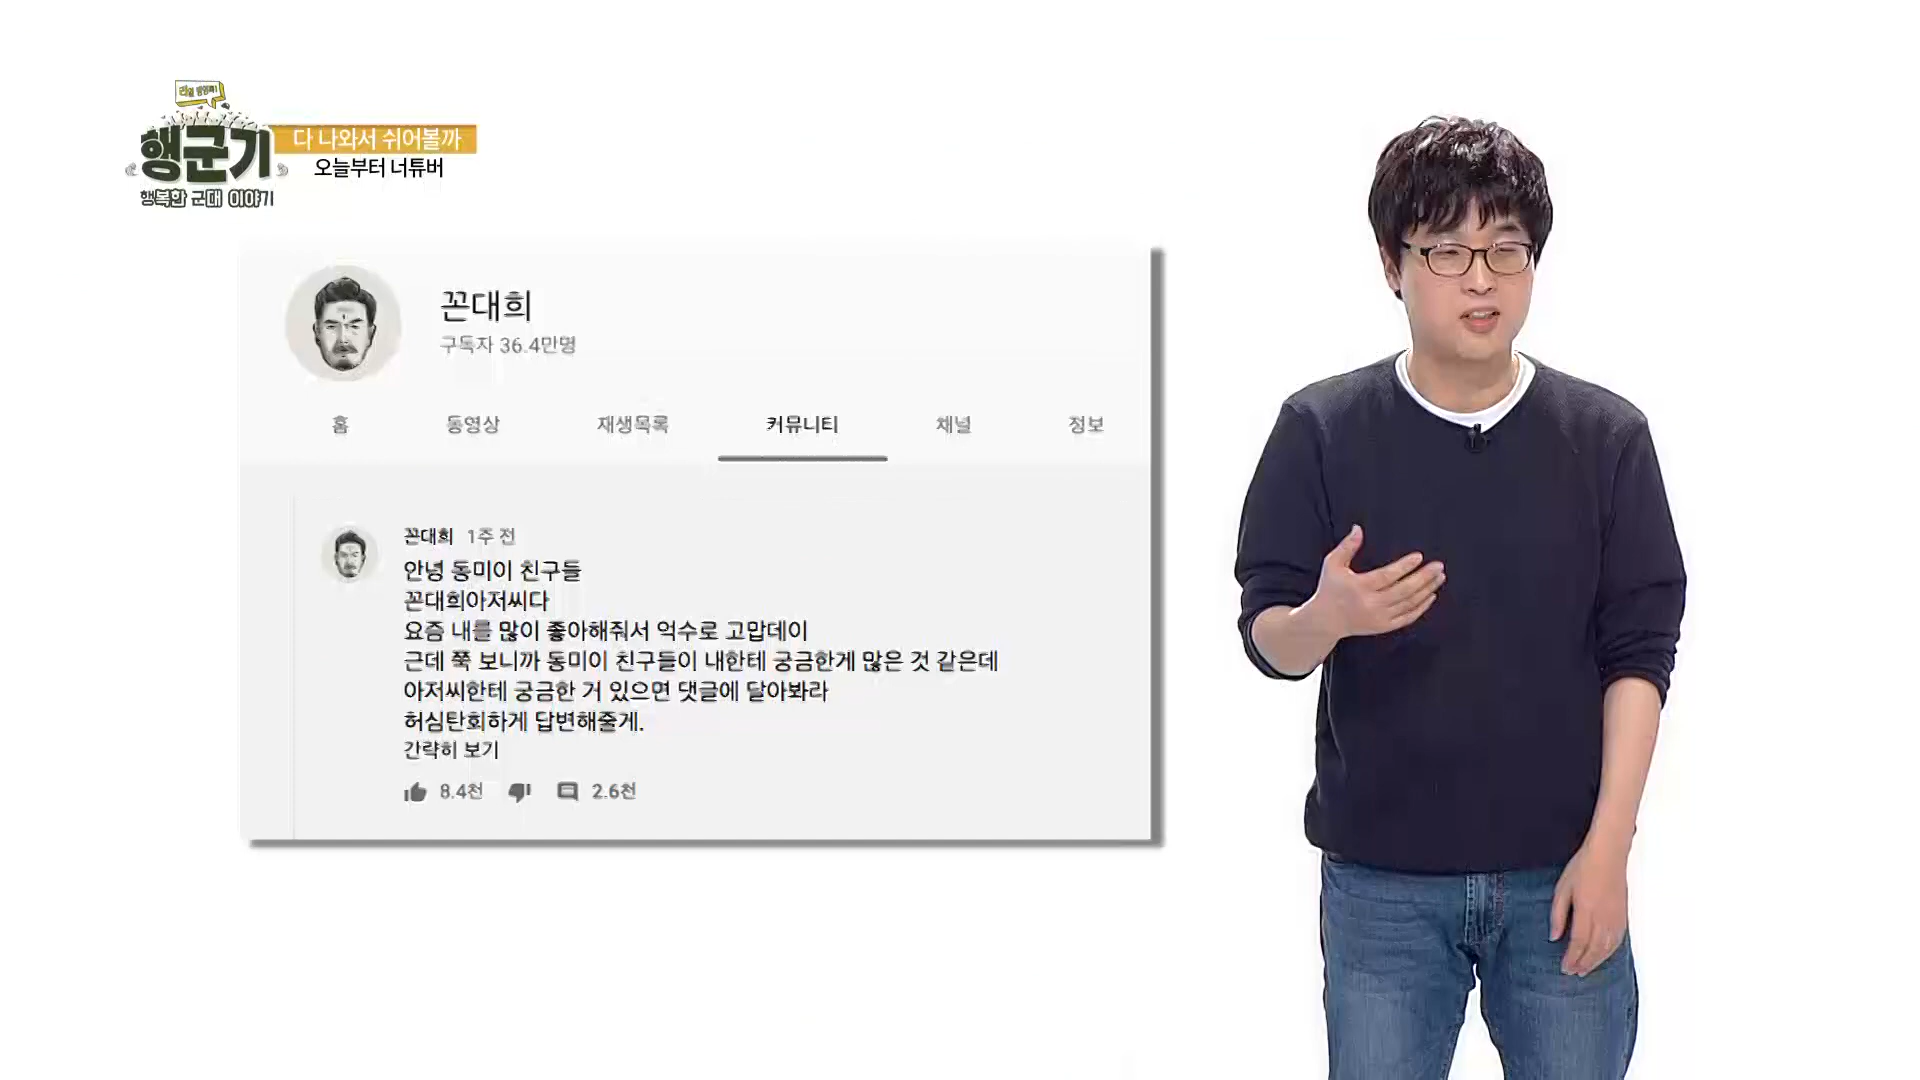 리얼 병영톡!
행군기
행복한 군대 이야기
다 나와서 쉬어볼까
오늘부터 너튜버
꼰대희
구독자 36.4만명
홈
동영상
재생목록
커뮤니티
채널
정보
꼰대희 1주 전
안녕 동미이 친구들
꼰대희아저씨다
요즘 내를 많이 좋아해줘서 억수로 고맙데이
근데 쭉 보니까 동미이 친구들이 내한테 궁금한게 많은 것 같은데
아저씨한테 궁금한 거 있으면 댓글에 달아봐라
허심탄회하게 답변해줄게.
간략히 보기
8.4천 2.6천